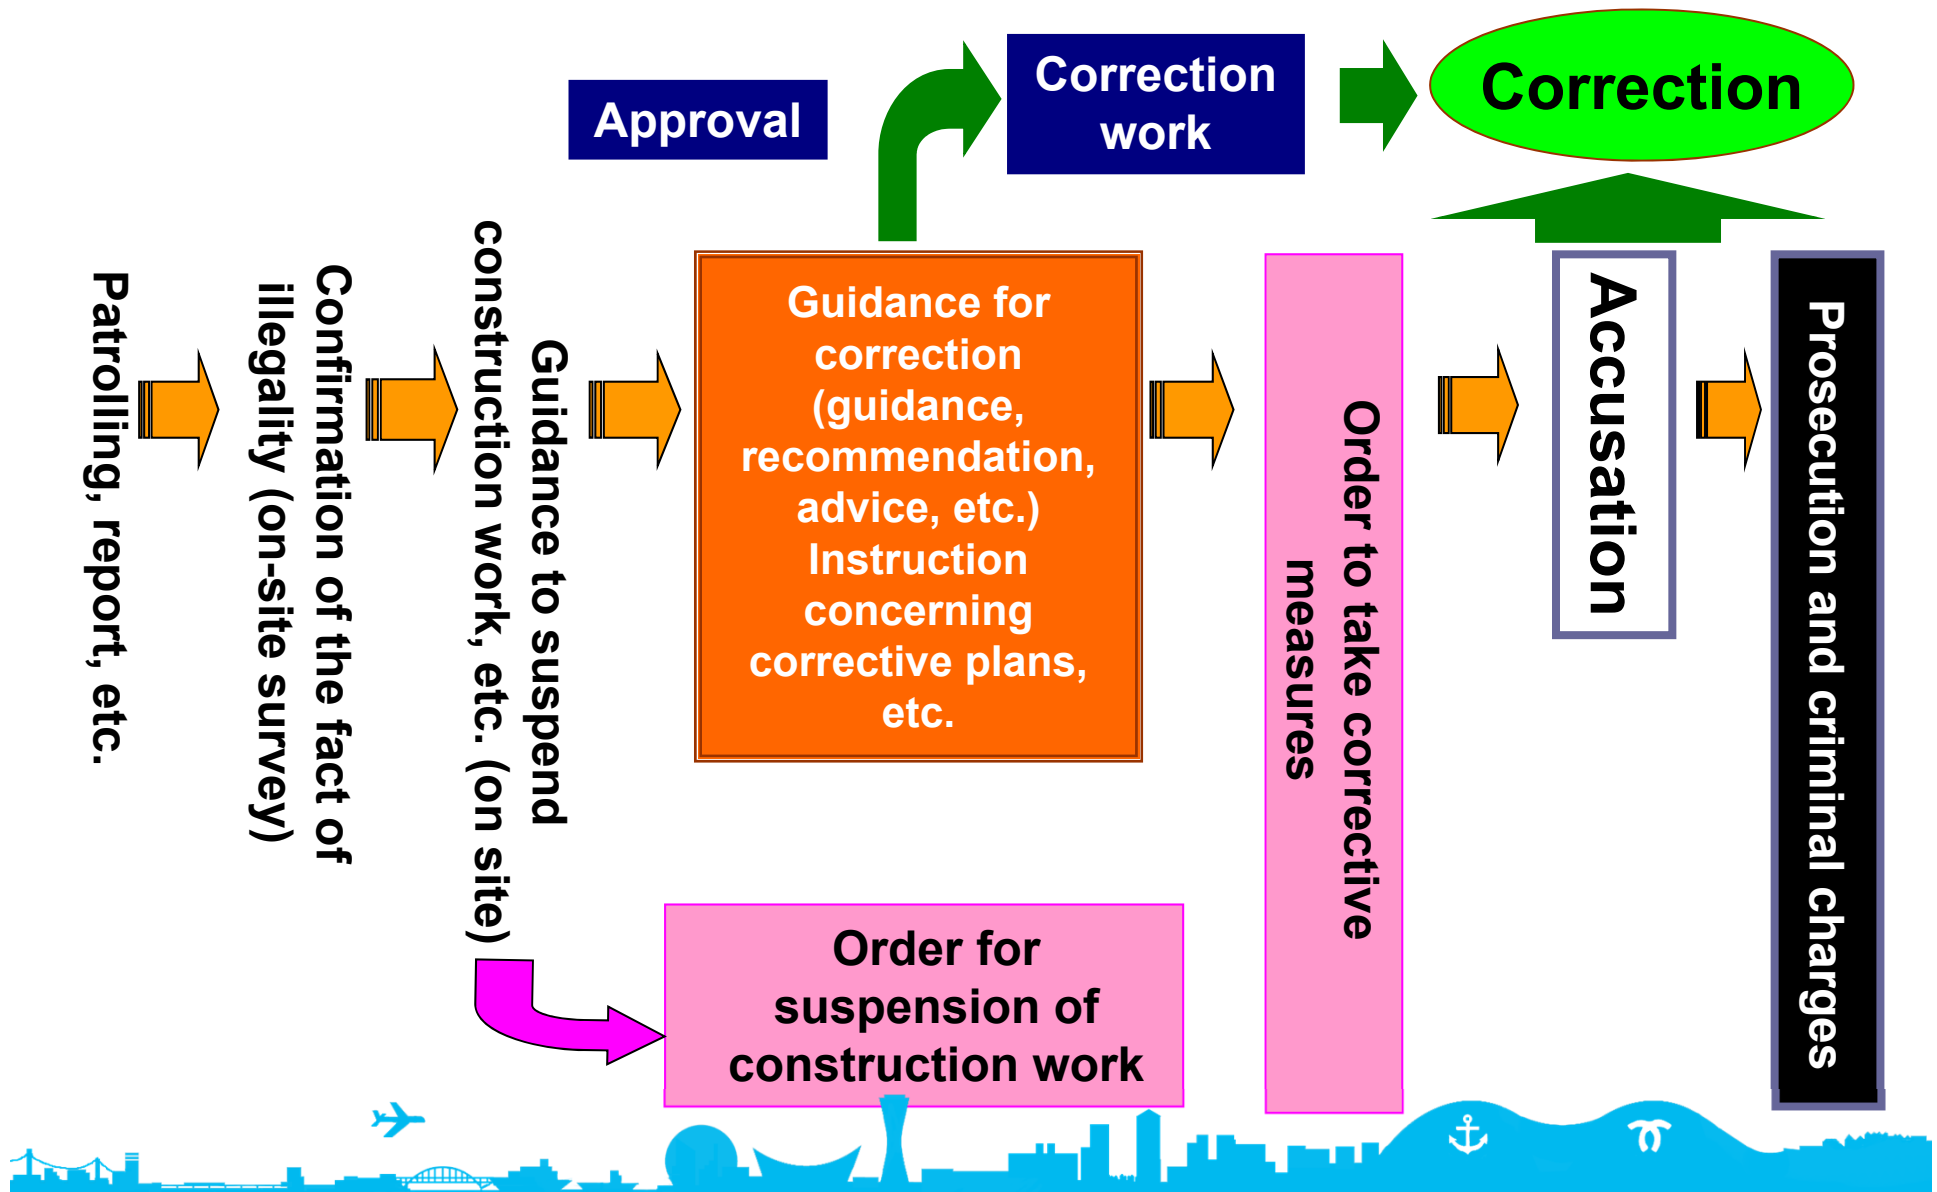 Approval
Correction
work
Correction
Patrolling, report, etc.
Confirmation of the fact of
illegality (on-site survey)
Guidance to suspend
construction work, etc. (on site)
Guidance for
correction
(guidance,
recommendation,
advice, etc.)
Instruction
concerning
corrective plans,
etc.
Order for
suspension of
construction work
Order to take corrective
measures
Accusation
Prosecution and criminal charges